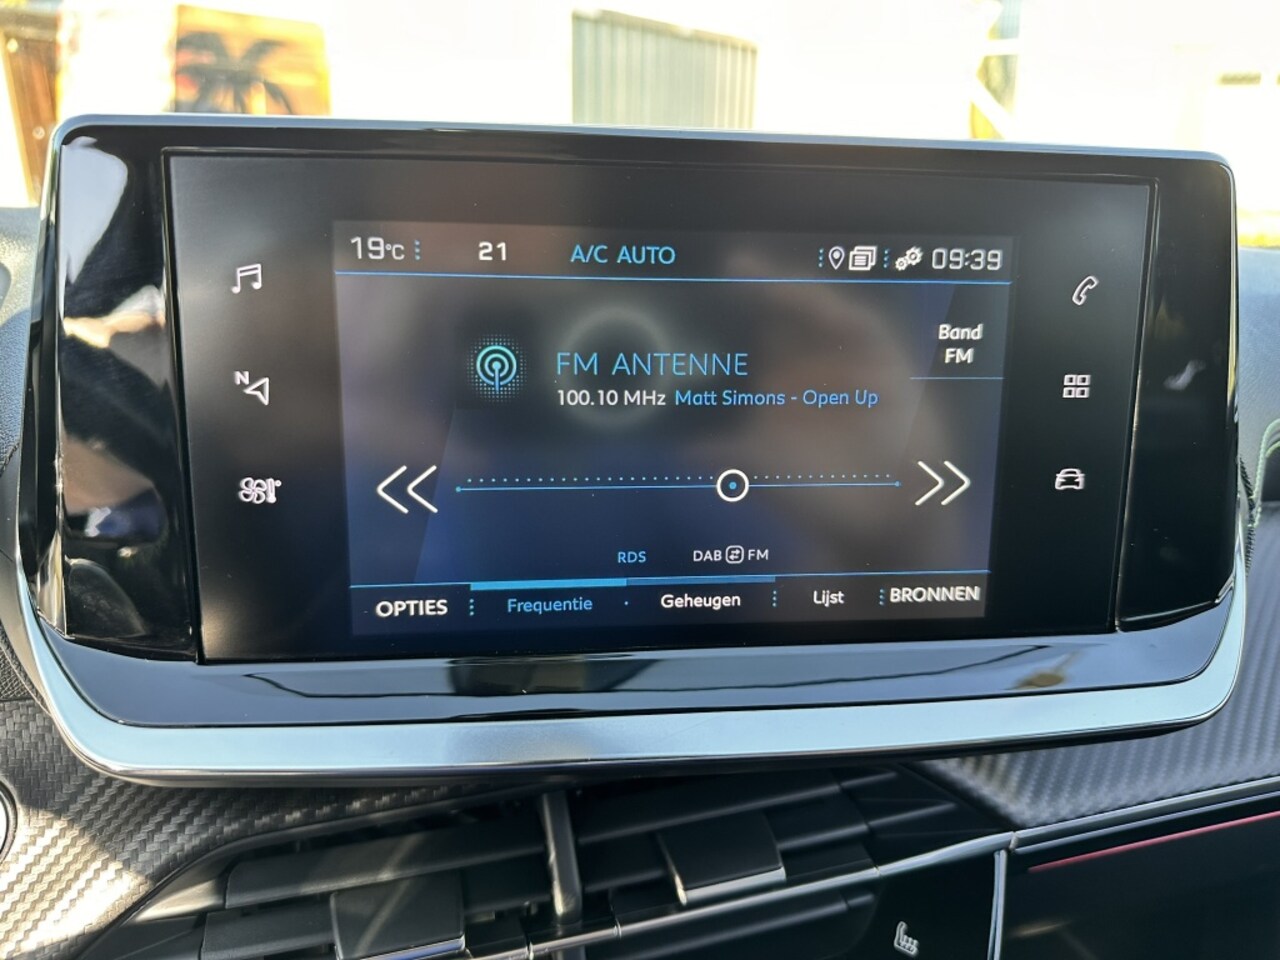 19°C 21 A/C AUTO 09:39
Band
FM
FM ANTENNE
100.10 MHz Matt Simons - Open Up
N
RDS DAB FM
OPTIES Frequentie Geheugen Lijst BRONNEN